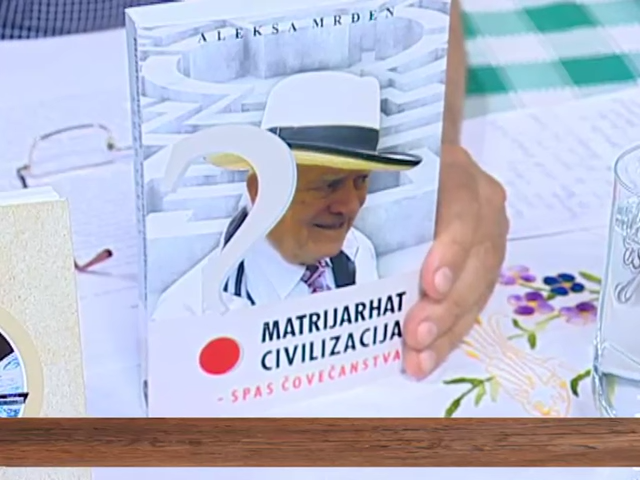 ALEKSA MRĐEN
MATRIJARHAT
CIVILIZACIJA
- SPAS ČOVEČANSTVA